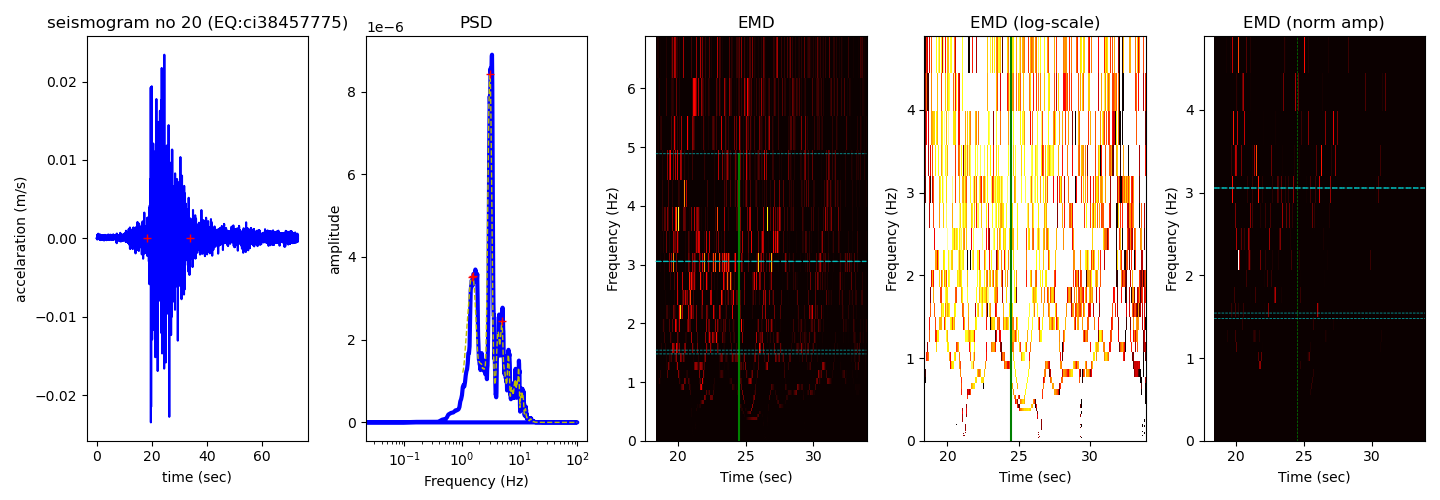 seismogram no 20 (EQ:ci38457775)
PSD
EMD
EMD (log-scale)
EMD (norm amp)
1e−6
accelaration (m/s)
0.02
0.01
0.00
−0.01
−0.02
0 20 40 60
time (sec)
amplitude
8
6
4
2
0
10⁻¹ 10⁰ 10¹ 10²
Frequency (Hz)
Frequency (Hz)
6
5
4
3
2
1
0
20 25 30
Time (sec)
Frequency (Hz)
4
3
2
1
0
20 25 30
Time (sec)
Frequency (Hz)
4
3
2
1
0
20 25 30
Time (sec)